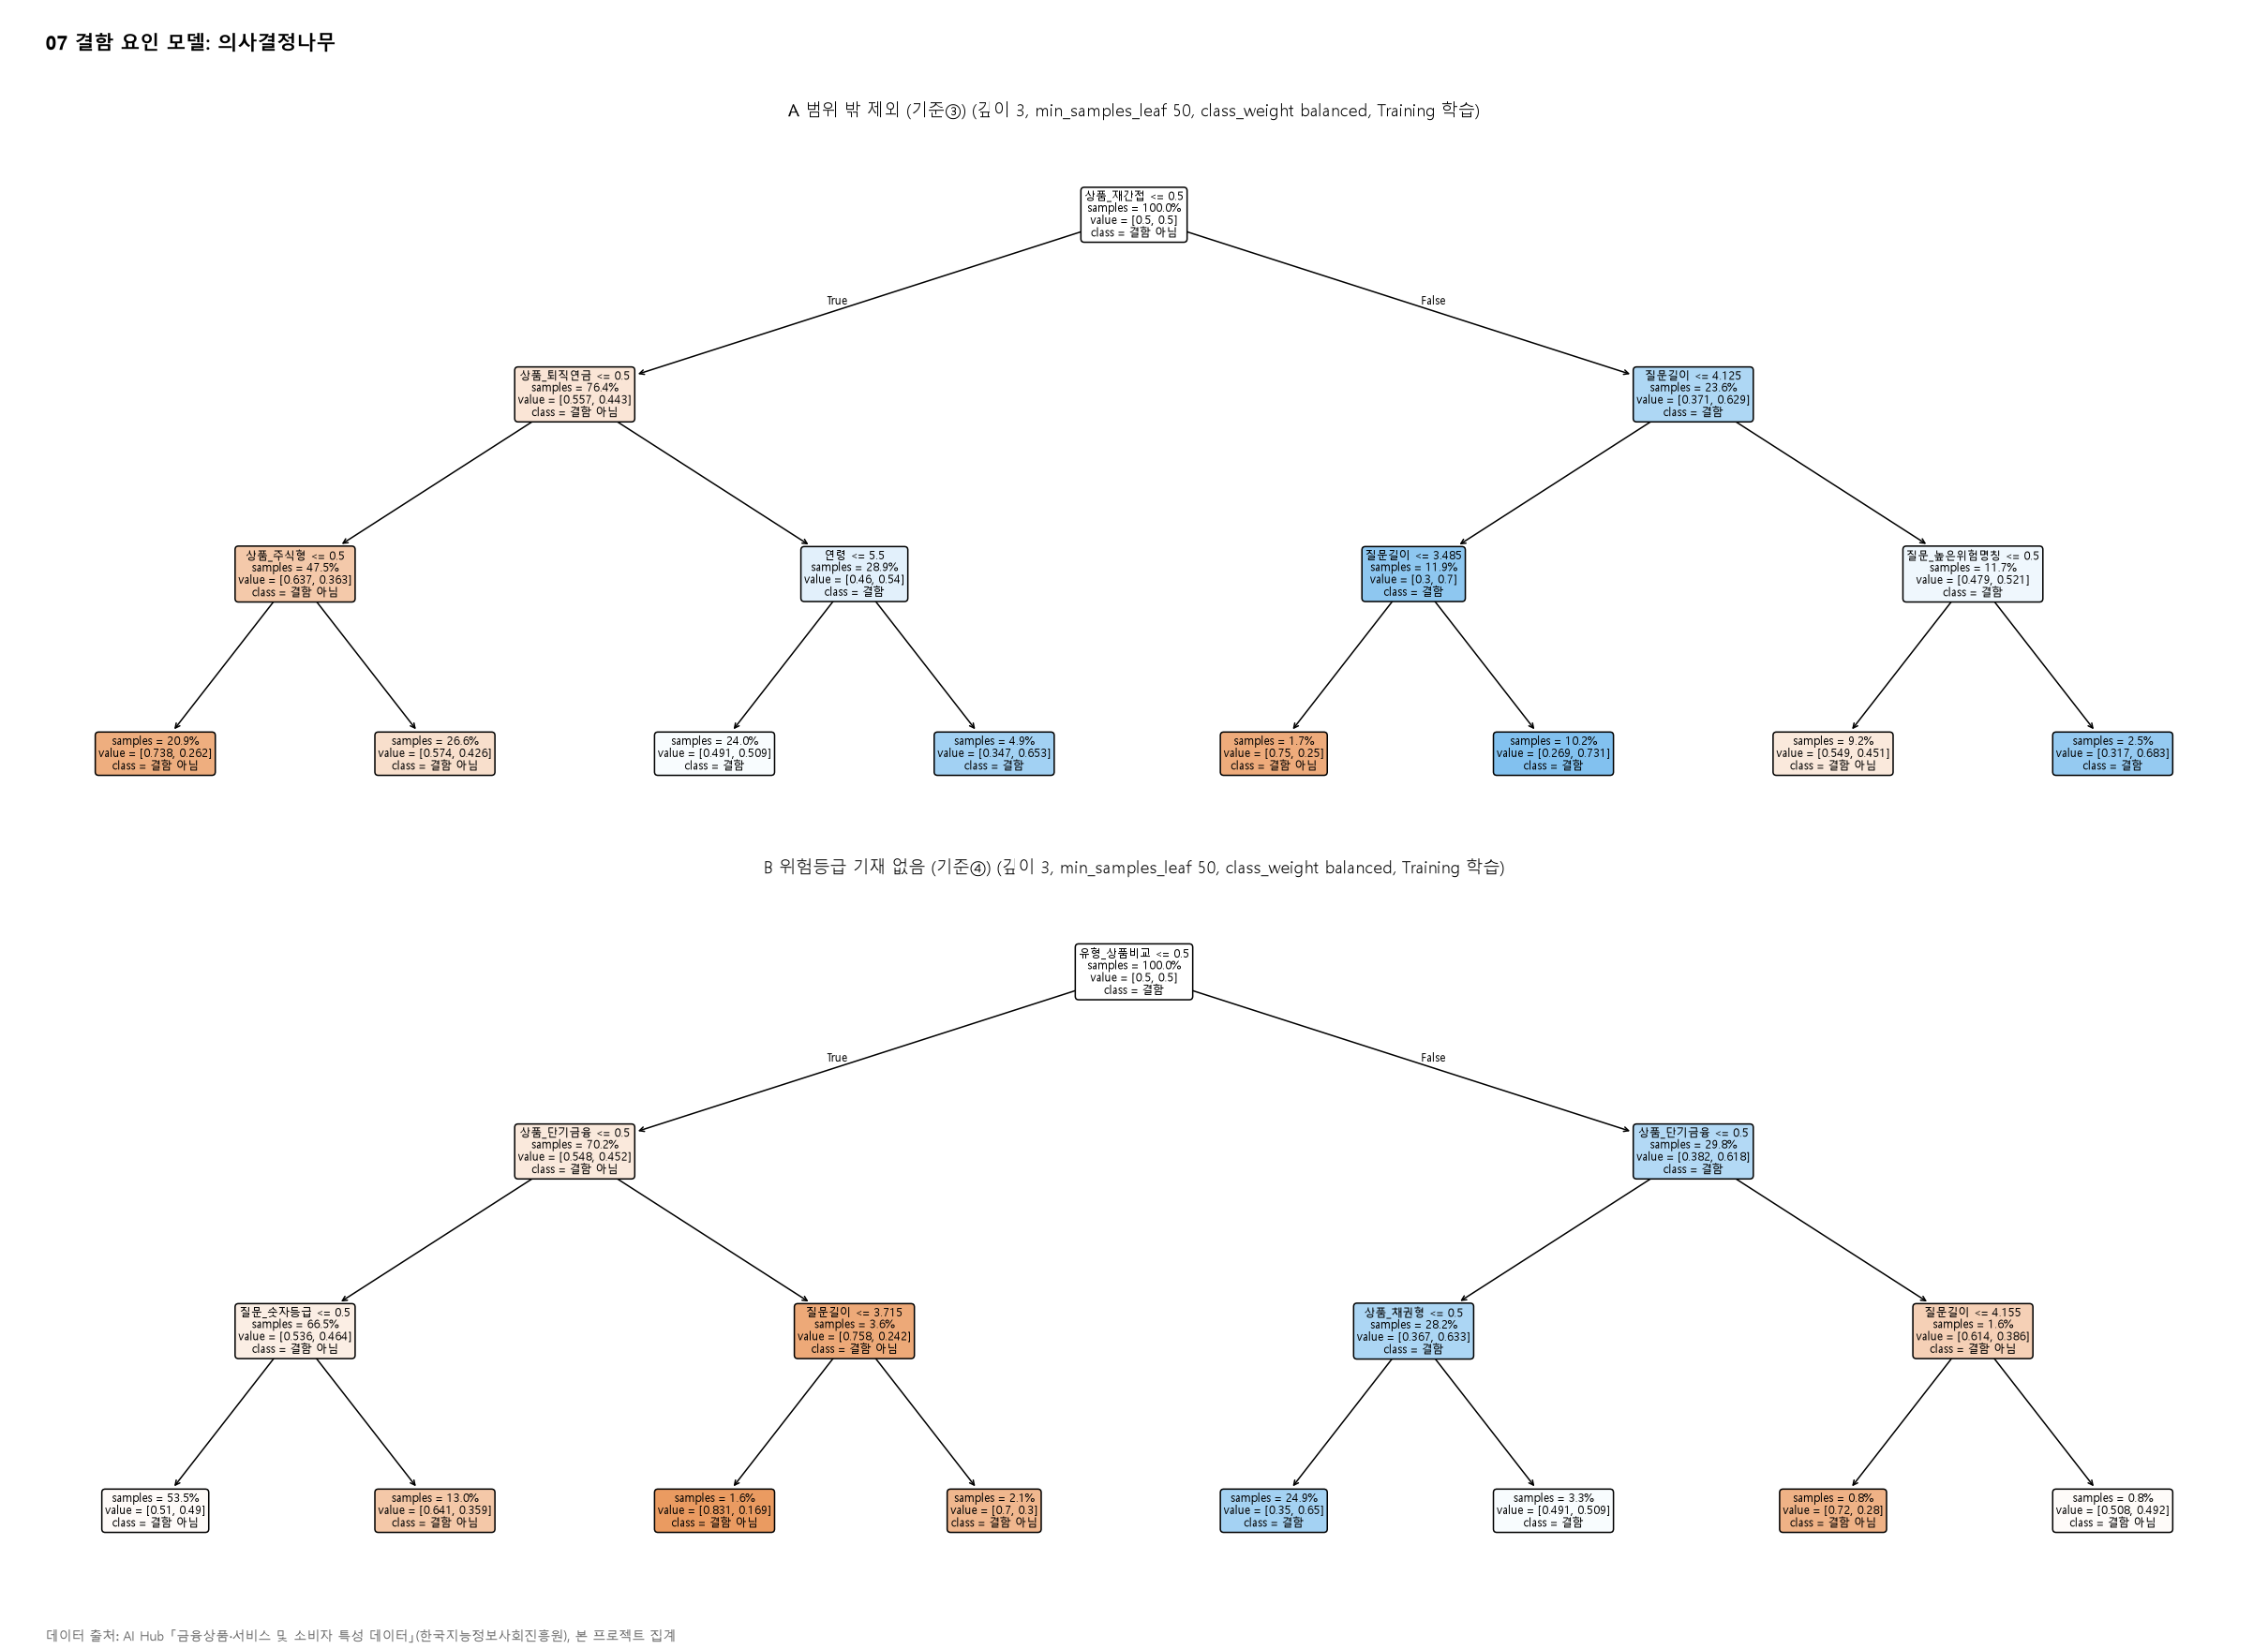 07 결함 요인 모델: 의사결정나무
A 범위 밖 제외 (기준③) (깊이 3, min_samples_leaf 50, class_weight balanced, Training 학습)
상품_재간접 <= 0.5
samples = 100.0%
value = [0.5, 0.5]
class = 결함 아님
True
False
상품_퇴직연금 <= 0.5
samples = 76.4%
value = [0.557, 0.443]
class = 결함 아님
질문길이 <= 4.125
samples = 23.6%
value = [0.371, 0.629]
class = 결함
상품_주식형 <= 0.5
samples = 47.5%
value = [0.637, 0.363]
class = 결함 아님
연령 <= 5.5
samples = 28.9%
value = [0.46, 0.54]
class = 결함
질문길이 <= 3.485
samples = 11.9%
value = [0.3, 0.7]
class = 결함
질문_높은위험명칭 <= 0.5
samples = 11.7%
value = [0.479, 0.521]
class = 결함
samples = 20.9%
value = [0.738, 0.262]
class = 결함 아님
samples = 26.6%
value = [0.574, 0.426]
class = 결함 아님
samples = 24.0%
value = [0.491, 0.509]
class = 결함
samples = 4.9%
value = [0.347, 0.653]
class = 결함
samples = 1.7%
value = [0.75, 0.25]
class = 결함 아님
samples = 10.2%
value = [0.269, 0.731]
class = 결함
samples = 9.2%
value = [0.549, 0.451]
class = 결함 아님
samples = 2.5%
value = [0.317, 0.683]
class = 결함
B 위험등급 기재 없음 (기준④) (깊이 3, min_samples_leaf 50, class_weight balanced, Training 학습)
유형_상품비교 <= 0.5
samples = 100.0%
value = [0.5, 0.5]
class = 결함
True
False
상품_단기금융 <= 0.5
samples = 70.2%
value = [0.548, 0.452]
class = 결함 아님
상품_단기금융 <= 0.5
samples = 29.8%
value = [0.382, 0.618]
class = 결함
질문_숫자등급 <= 0.5
samples = 66.5%
value = [0.536, 0.464]
class = 결함 아님
질문길이 <= 3.715
samples = 3.6%
value = [0.758, 0.242]
class = 결함 아님
상품_채권형 <= 0.5
samples = 28.2%
value = [0.367, 0.633]
class = 결함
질문길이 <= 4.155
samples = 1.6%
value = [0.614, 0.386]
class = 결함 아님
samples = 53.5%
value = [0.51, 0.49]
class = 결함 아님
samples = 13.0%
value = [0.641, 0.359]
class = 결함 아님
samples = 1.6%
value = [0.831, 0.169]
class = 결함 아님
samples = 2.1%
value = [0.7, 0.3]
class = 결함 아님
samples = 24.9%
value = [0.35, 0.65]
class = 결함
samples = 3.3%
value = [0.491, 0.509]
class = 결함
samples = 0.8%
value = [0.72, 0.28]
class = 결함 아님
samples = 0.8%
value = [0.508, 0.492]
class = 결함 아님
데이터 출처: AI Hub 「금융상품·서비스 및 소비자 특성 데이터」(한국지능정보사회진흥원), 본 프로젝트 집계